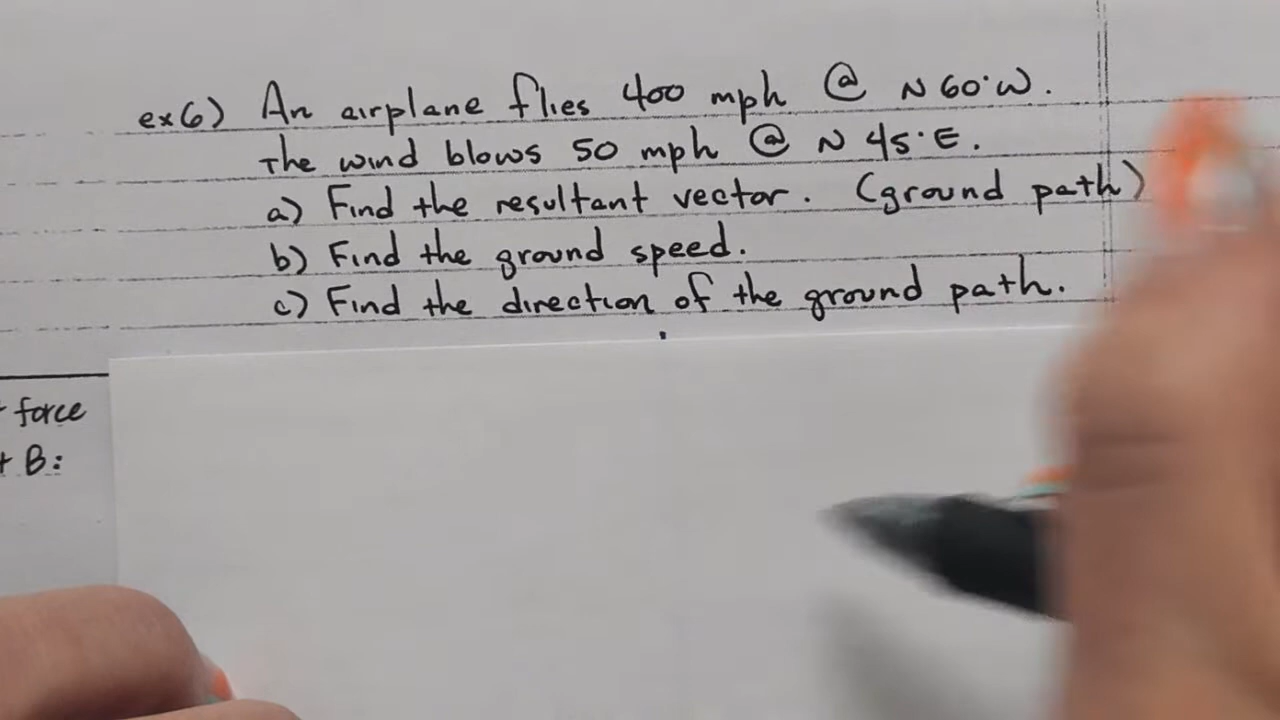 ex6) An airplane flies 400 mph @ N 60° W.
The wind blows 50 mph @ N 45° E.
a) Find the resultant vector. (ground path)
b) Find the ground speed.
c) Find the direction of the ground path.
force
B: